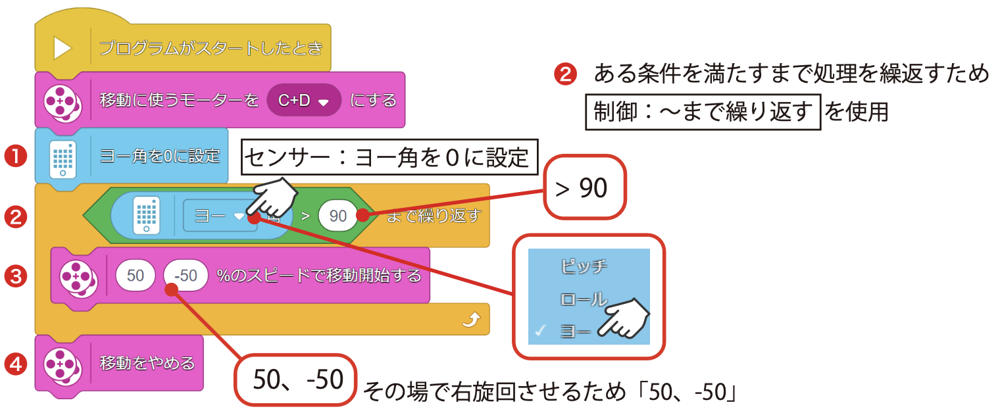 プログラムがスタートしたとき
移動に使うモーターを C+D にする
❷ ある条件を満たすまで処理を繰返すため
制御：～まで繰り返す を使用
❶ ヨー角を0に設定
センサー：ヨー角を０に設定
> 90
❷ ヨー 角 > 90 まで繰り返す
❸ 50 -50 %のスピードで移動開始する
ピッチ
ロール
✓ ヨー
❹ 移動をやめる
50、-50
その場で右旋回させるため「50、-50」